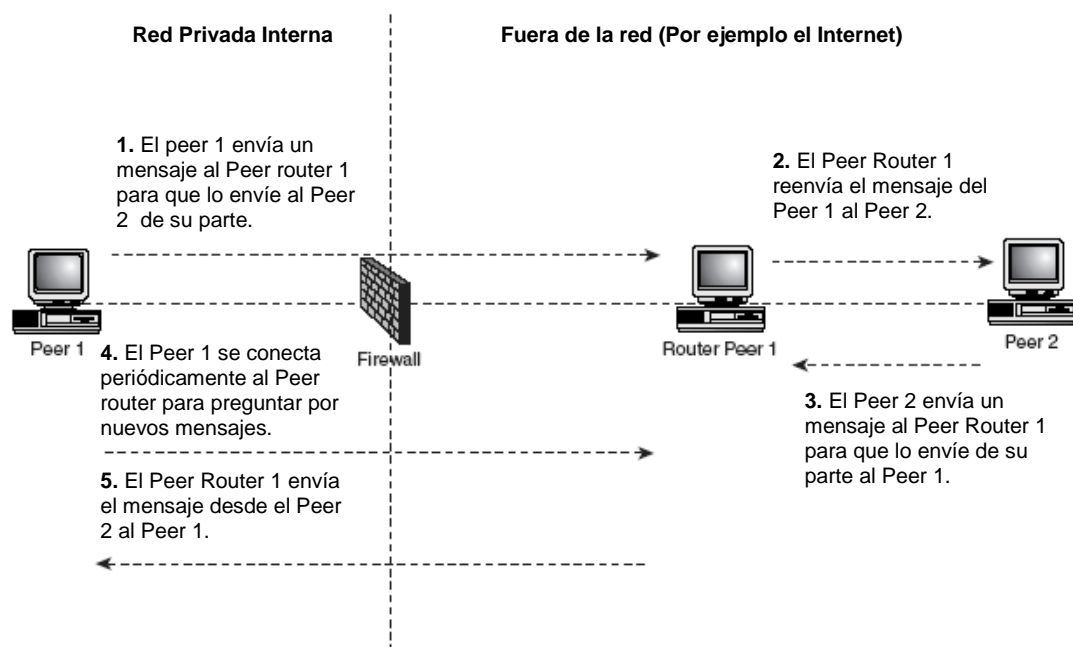 Red Privada Interna
Fuera de la red (Por ejemplo el Internet)
1. El peer 1 envía un
mensaje al Peer router 1
para que lo envíe al Peer
2 de su parte.
2. El Peer Router 1
reenvía el mensaje del
Peer 1 al Peer 2.
Peer 1
Firewall
Router Peer 1
Peer 2
4. El Peer 1 se conecta
periódicamente al Peer
router para preguntar por
nuevos mensajes.
3. El Peer 2 envía un
mensaje al Peer Router 1
para que lo envíe de su
parte al Peer 1.
5. El Peer Router 1 envía
el mensaje desde el Peer
2 al Peer 1.